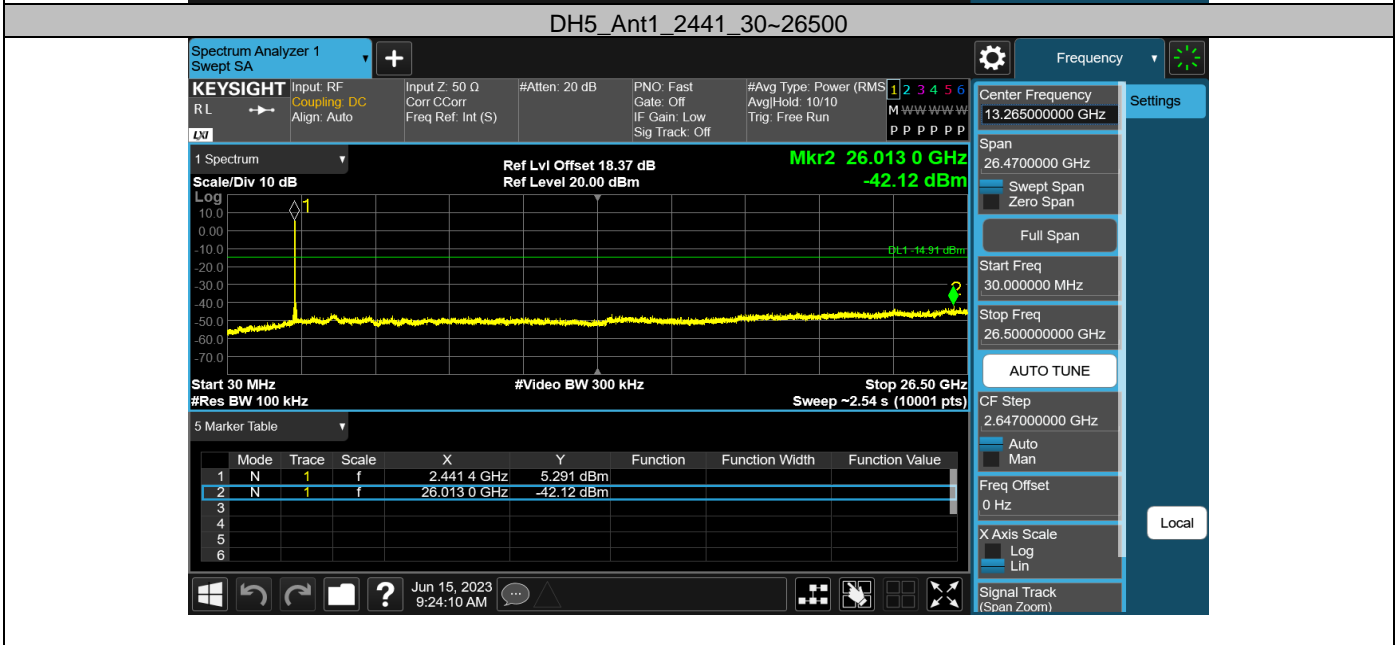 DH5_Ant1_2441_30~26500
Spectrum Analyzer 1
Swept SA
Frequency
KEYSIGHT
RL
LXI
Input: RF
Coupling: DC
Align: Auto
Input Z: 50 Ω
Corr CCorr
Freq Ref: Int (S)
#Atten: 20 dB
PNO: Fast
Gate: Off
IF Gain: Low
Sig Track: Off
#Avg Type: Power (RMS
Avg|Hold: 10/10
Trig: Free Run
1 2 3 4 5 6
M W W W W W
P P P P P P
1 Spectrum
Scale/Div 10 dB
Ref Lvl Offset 18.37 dB
Ref Level 20.00 dBm
Mkr2 26.013 0 GHz
-42.12 dBm
Log
10.0
0.00
-10.0
-20.0
-30.0
-40.0
-50.0
-60.0
-70.0
1
DL1 -14.91 dBm
2
Start 30 MHz
#Res BW 100 kHz
#Video BW 300 kHz
Stop 26.50 GHz
Sweep ~2.54 s (10001 pts)
5 Marker Table
Mode Trace Scale X Y Function Function Width Function Value
1 N 1 f 2.441 4 GHz 5.291 dBm
2 N 1 f 26.013 0 GHz -42.12 dBm
3
4
5
6
Jun 15, 2023
9:24:10 AM
Center Frequency
13.265000000 GHz
Settings
Span
26.4700000 GHz
Swept Span
Zero Span
Full Span
Start Freq
30.000000 MHz
Stop Freq
26.500000000 GHz
AUTO TUNE
CF Step
2.647000000 GHz
Auto
Man
Freq Offset
0 Hz
Local
X Axis Scale
Log
Lin
Signal Track
(Span Zoom)